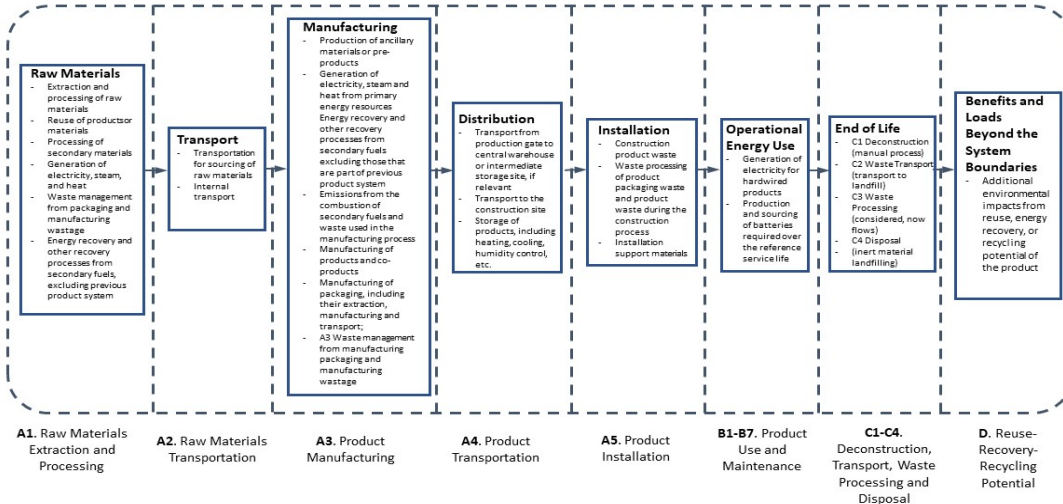 Raw Materials
- Extraction and
processing of raw
materials
- Reuse of productsor materials
- Processing of
secondary materials
- Generation of
electricity, steam,
and heat
- Waste management
from packaging and
manufacturing
wastage
- Energy recovery and
other recovery
processes from
secondary fuels,
excluding previous
product system
Transport
- Transportation
for sourcing of
raw materials
- Internal
transport
Manufacturing
- Production of ancillary
materials or pre-
products
- Generation of
electricity, steam and
heat from primary
energy resources
Energy recovery and
other recovery
processes from
secondary fuels
excluding those that
are part of previous
product system
- Emissions from the
combustion of
secondary fuels and
waste used in the
manufacturing process
- Manufacturing of
products and co-
products
- Manufacturing of
packaging, including
their extraction,
manufacturing and
transport;
- A3 Waste management
from manufacturing
packaging and
manufacturing
wastage
Distribution
- Transport from
production gate to
central warehouse
or intermediate
storage site, if
relevant
- Transport to the
construction site
- Storage of
products, including
heating, cooling,
humidity control,
etc.
Installation
- Construction
product waste
- Waste processing
of product
packaging waste
and product
waste during the
construction
process
- Installation
support materials
Operational
Energy Use
- Generation of
electricity for
hardwired
products
- Production
and sourcing
of batteries
required over
the reference
service life
End of Life
- C1 Deconstruction
(manual process)
- C2 Waste Transport
(transport to
landfill)
- C3 Waste
Processing
(considered, now
flows)
- C4 Disposal
(inert material
landfilling)
Benefits and
Loads
Beyond the
System
Boundaries
- Additional
environmental
impacts from
reuse, energy
recovery, or
recycling
potential of
the product
A1. Raw Materials
Extraction and
Processing
A2. Raw Materials
Transportation
A3. Product
Manufacturing
A4. Product
Transportation
A5. Product
Installation
B1-B7. Product
Use and
Maintenance
C1-C4.
Deconstruction,
Transport, Waste
Processing and
Disposal
D. Reuse-
Recovery-
Recycling
Potential